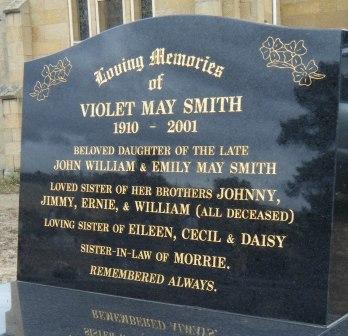 Loving Memories
of
VIOLET MAY SMITH
1910 - 2001
BELOVED DAUGHTER OF THE LATE
JOHN WILLIAM & EMILY MAY SMITH
LOVED SISTER OF HER BROTHERS JOHNNY,
JIMMY, ERNIE, & WILLIAM (ALL DECEASED)
LOVING SISTER OF EILEEN, CECIL & DAISY
SISTER-IN-LAW OF MORRIE.
REMEMBERED ALWAYS.